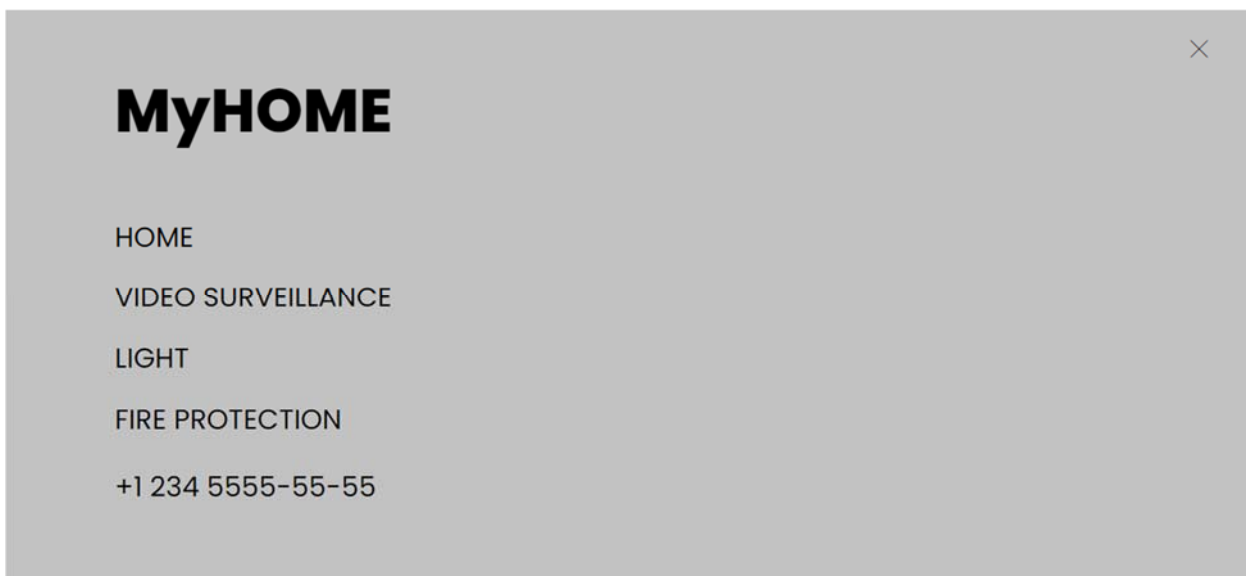 MyHOME
HOME
VIDEO SURVEILLANCE
LIGHT
FIRE PROTECTION
+1 234 5555-55-55